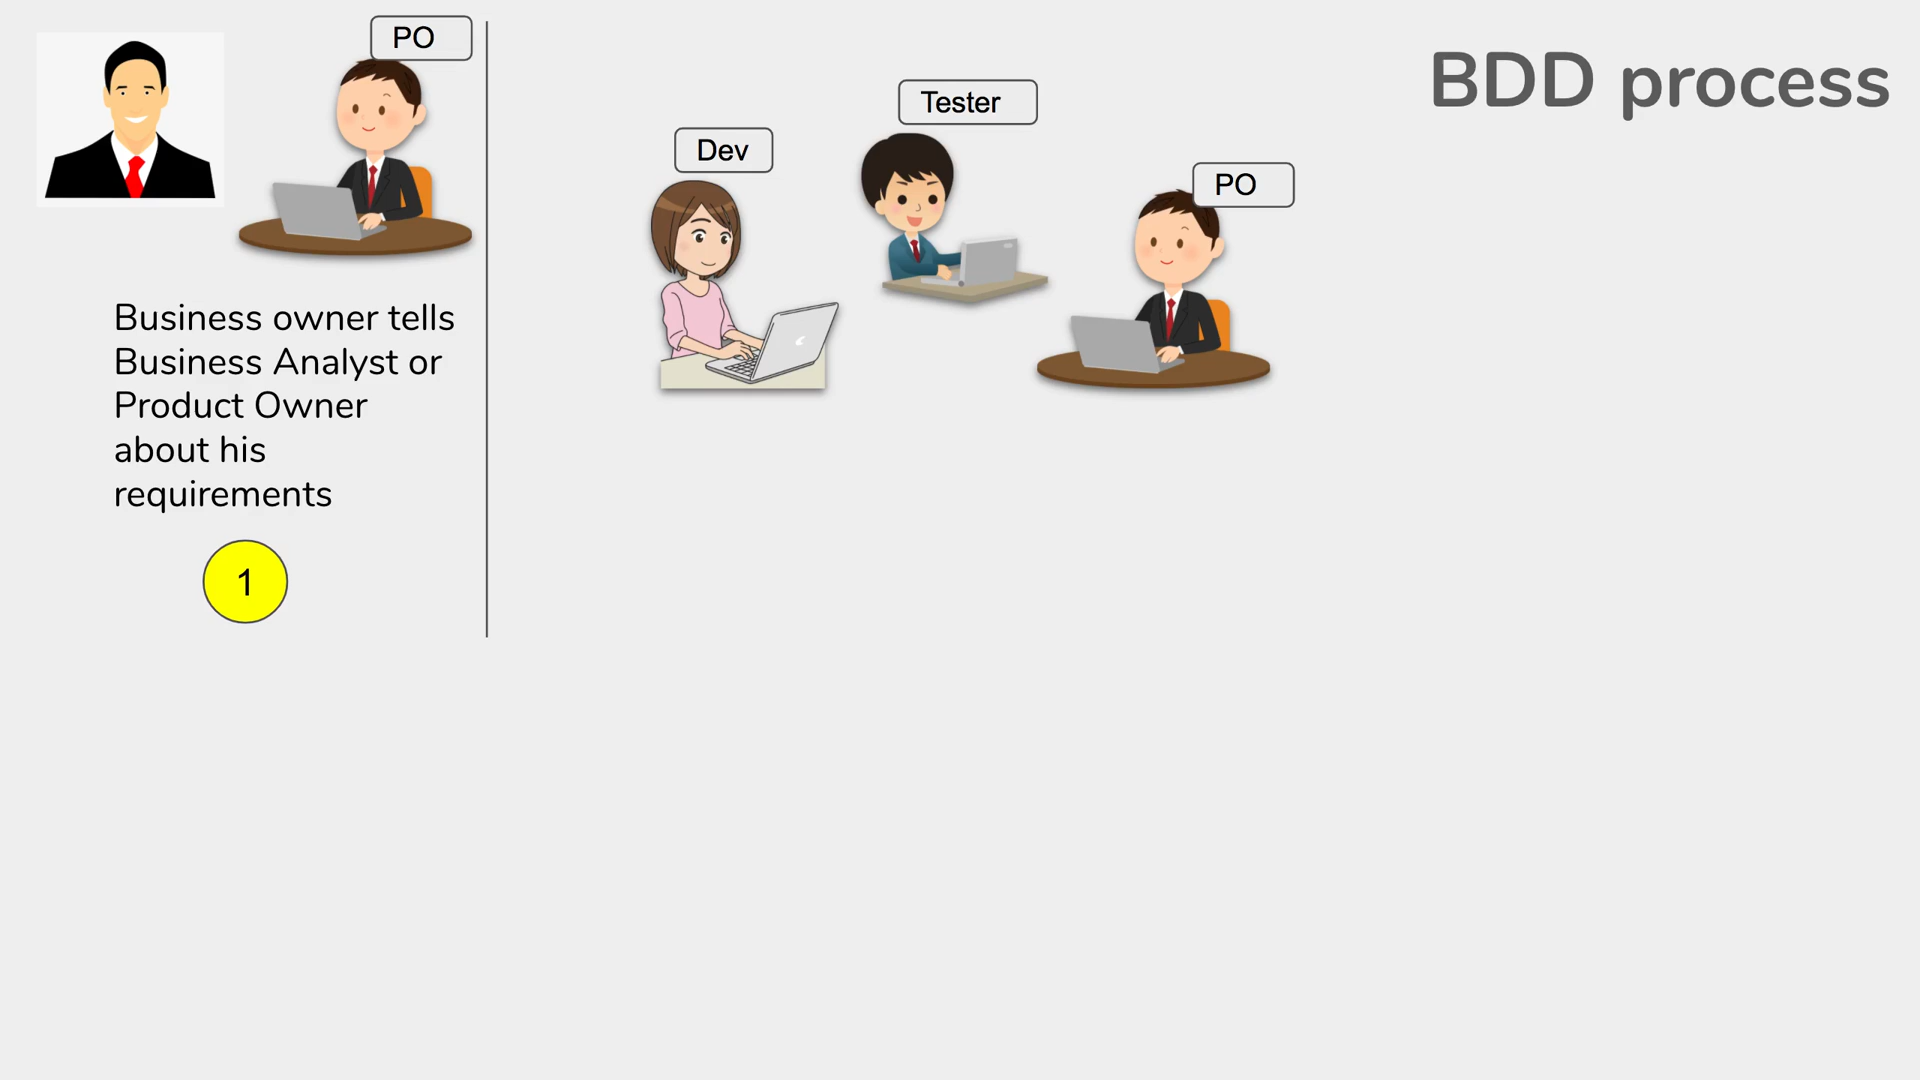 PO
Business owner tells
Business Analyst or
Product Owner
about his
requirements
1
Dev
Tester
PO
BDD process